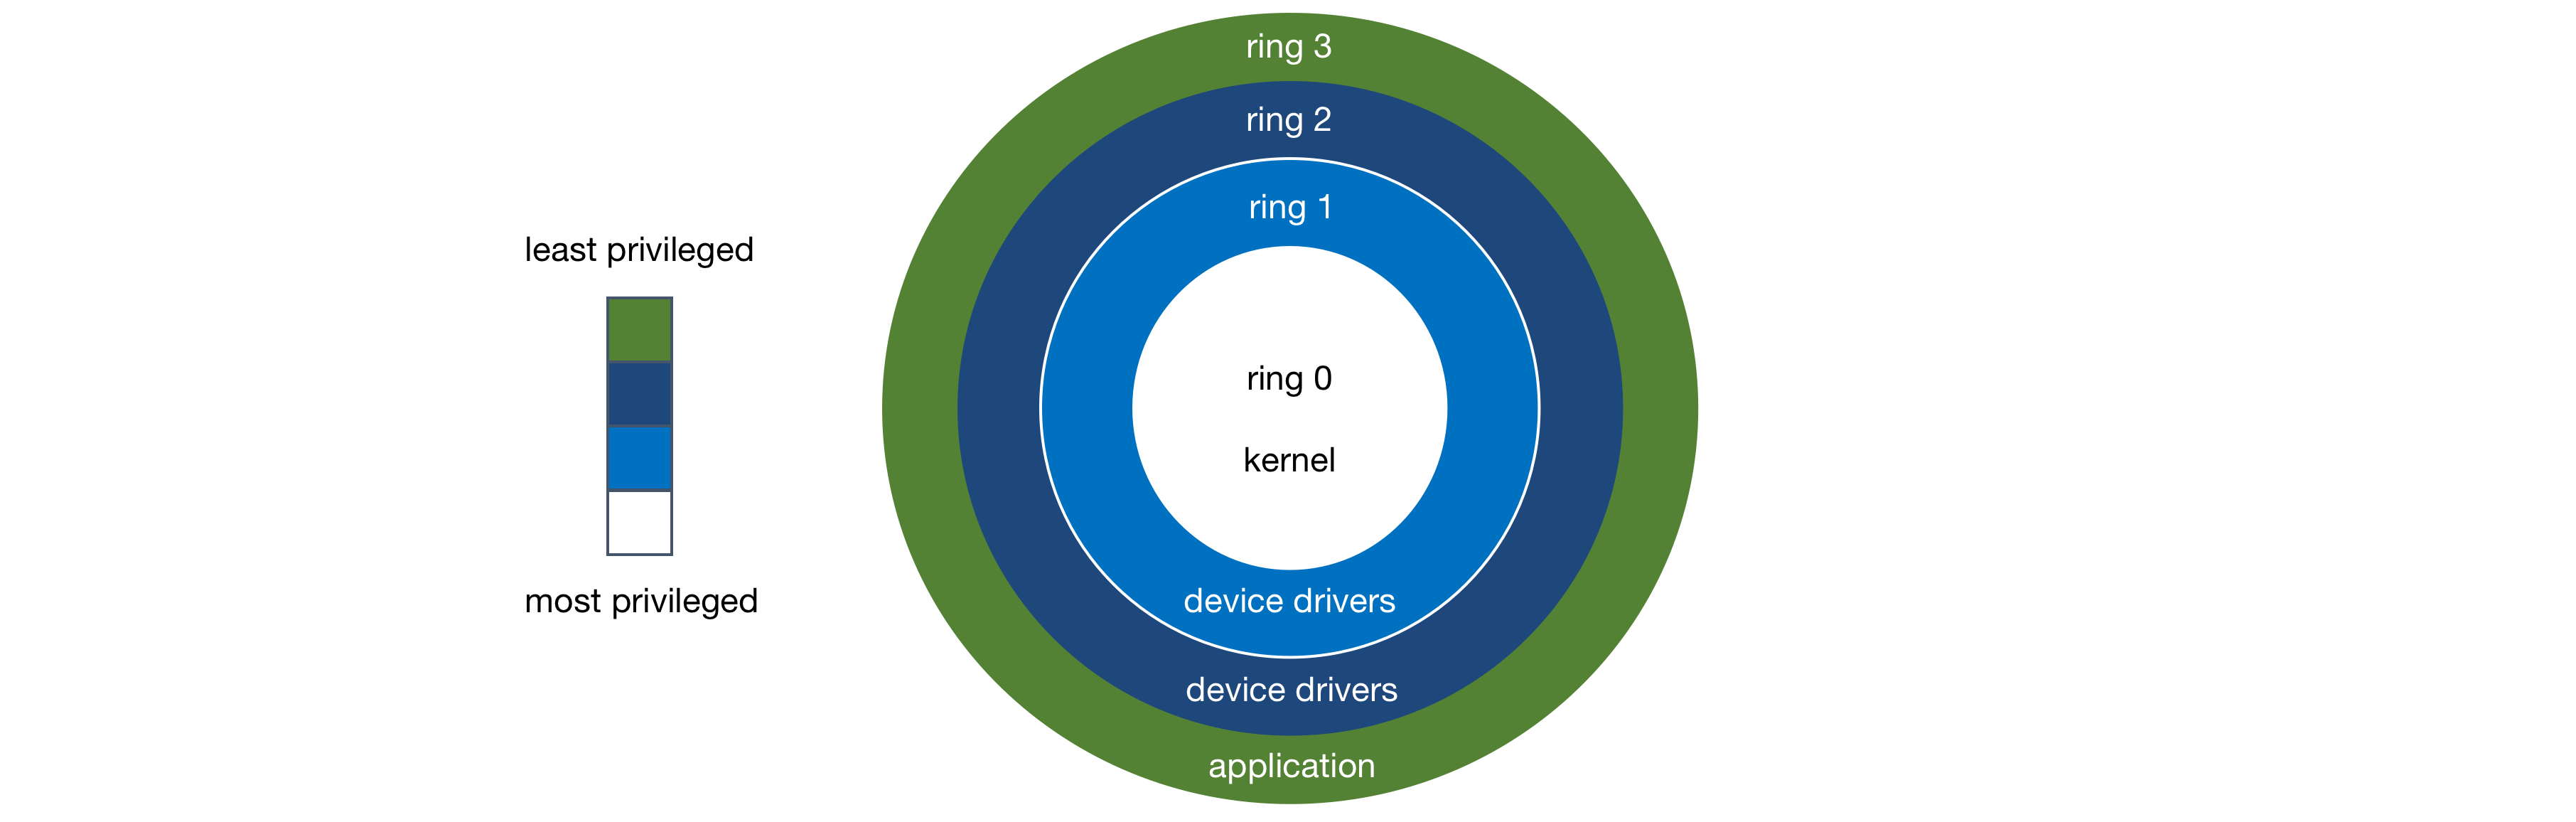 least privileged
most privileged
ring 3
ring 2
ring 1
ring 0
kernel
device drivers
device drivers
application